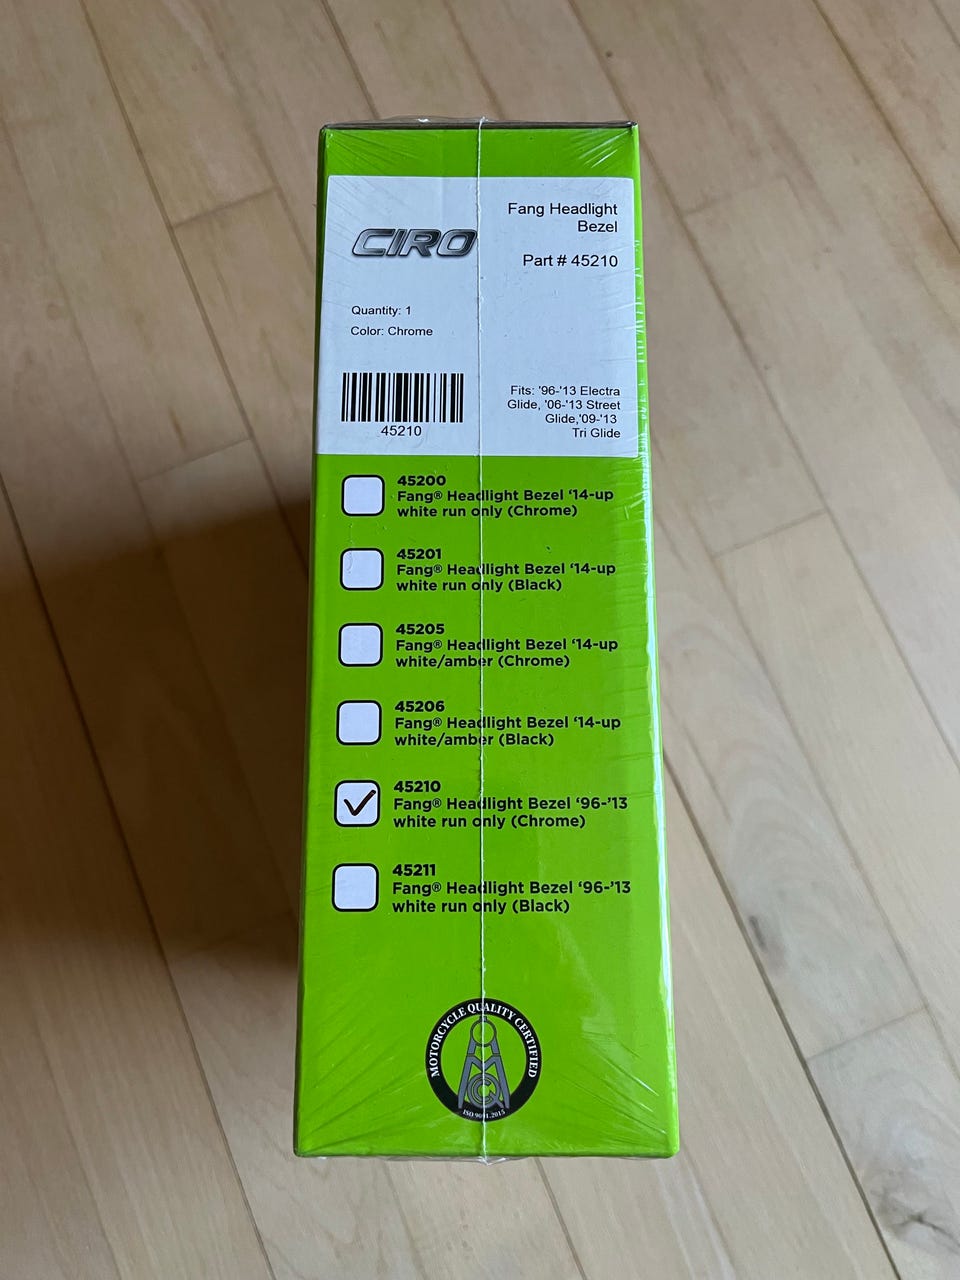 CIRO
Fang Headlight
Bezel
Part # 45210
Quantity: 1
Color: Chrome
45210
Fits: '96-'13 Electra
Glide, '06-'13 Street
Glide,'09-'13
Tri Glide
45200
Fang® Headlight Bezel ‘14-up
white run only (Chrome)
45201
Fang® Headlight Bezel ‘14-up
white run only (Black)
45205
Fang® Headlight Bezel ‘14-up
white/amber (Chrome)
45206
Fang® Headlight Bezel ‘14-up
white/amber (Black)
45210
Fang® Headlight Bezel ‘96-’13
white run only (Chrome)
45211
Fang® Headlight Bezel ‘96-’13
white run only (Black)
MOTORCYCLE QUALITY CERTIFIED
MC
ISO 9001.2015